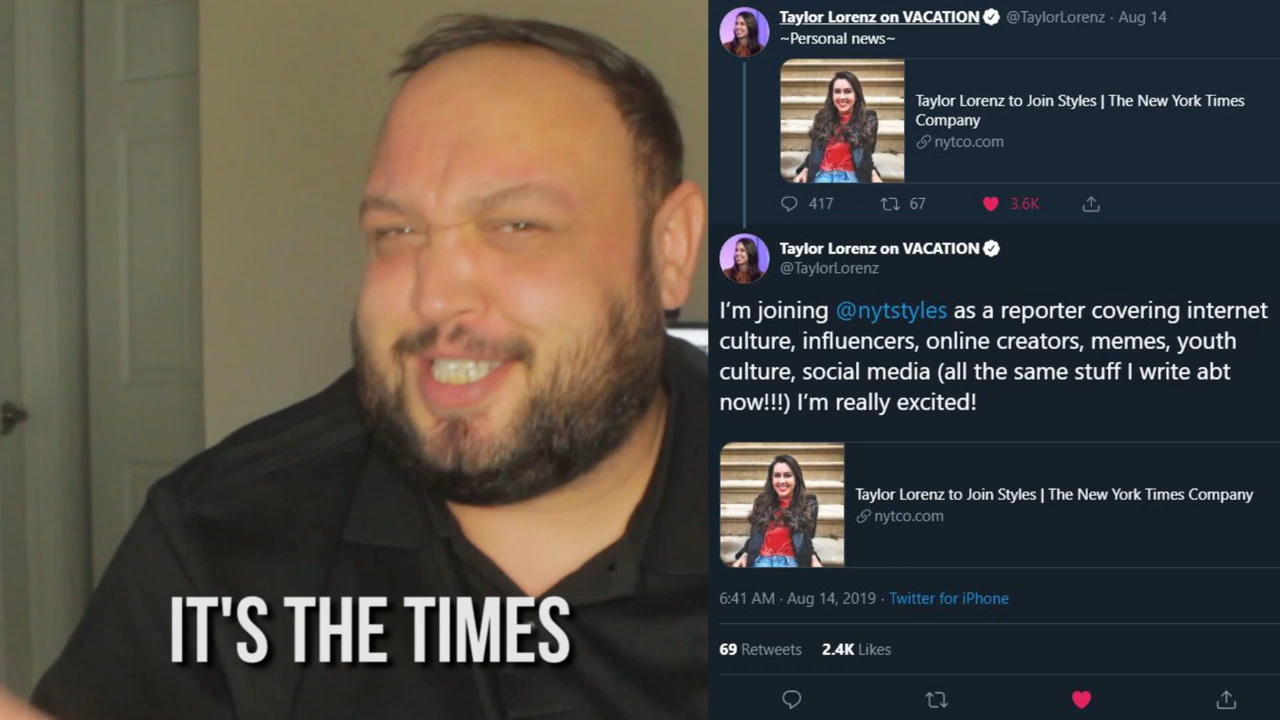 IT'S THE TIMES
Taylor Lorenz on VACATION @TaylorLorenz · Aug 14
~Personal news~
Taylor Lorenz to Join Styles | The New York Times
Company
nytco.com
417 67 3.6K
Taylor Lorenz on VACATION
@TaylorLorenz
I'm joining @nytstyles as a reporter covering internet
culture, influencers, online creators, memes, youth
culture, social media (all the same stuff I write abt
now!!!) I'm really excited!
Taylor Lorenz to Join Styles | The New York Times Company
nytco.com
6:41 AM · Aug 14, 2019 · Twitter for iPhone
69 Retweets 2.4K Likes